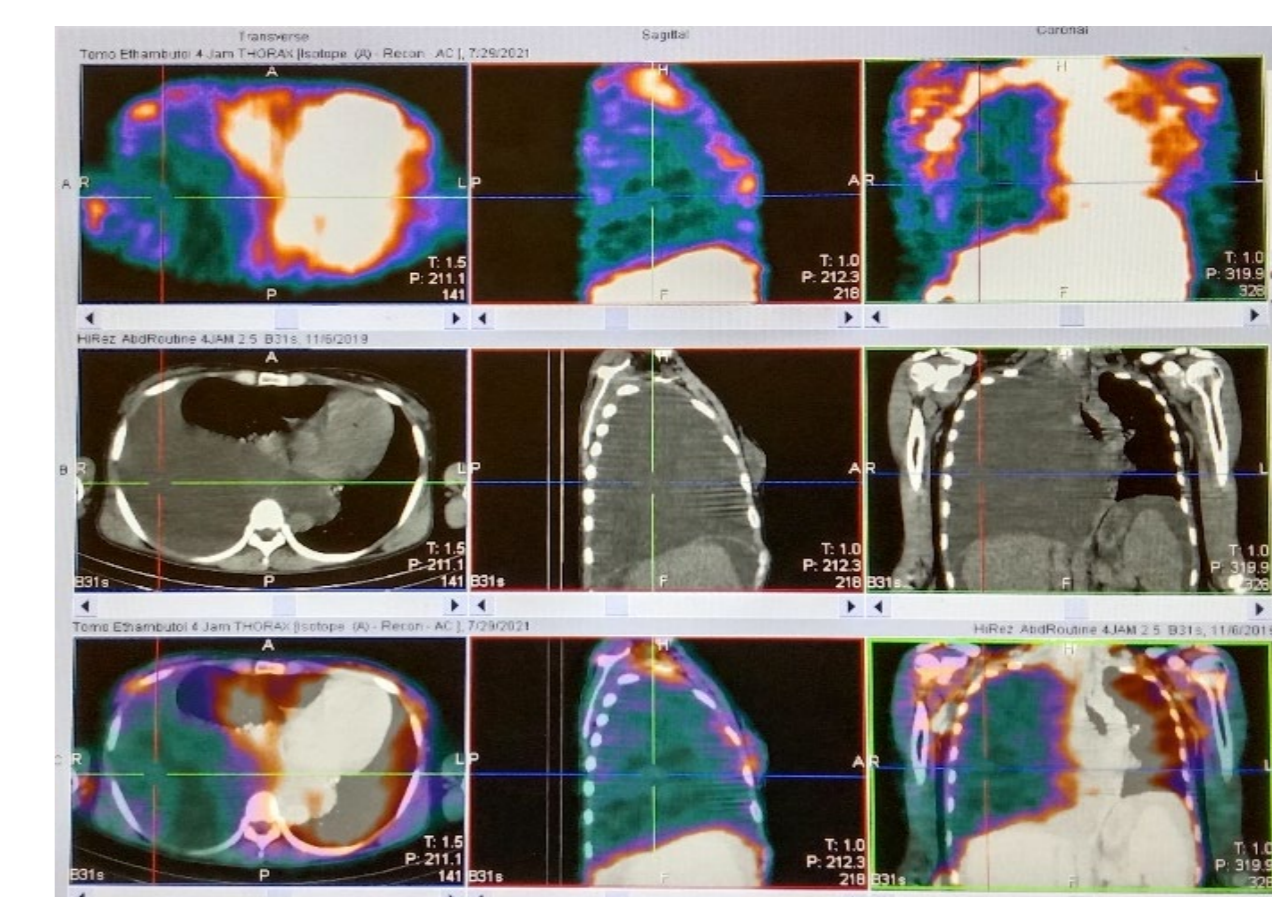 Transverse
Sagittal
Coronal
Tomo Ethambutol 4 Jam THORAX [Isotope (A) - Recon - AC ], 7/29/2021
A
H
H
A
R
L
P
A
R
L
T: 1.5
P: 211.1
141
T: 1.0
P: 212.3
218
T: 1.0
P: 319.9
328
P
F
F
HiRez AbdRoutine 4JAM 2.5 B31s, 11/6/2019
A
H
H
B
R
L
P
A
R
L
T: 1.5
P: 211.1
141
T: 1.0
P: 212.3
218
T: 1.0
P: 319.9
328
B31s
P
B31s
F
B31s
F
Tomo Ethambutol 4 Jam THORAX [Isotope (A) - Recon - AC ], 7/29/2021
HiRez AbdRoutine 4JAM 2.5 B31s, 11/6/2019
A
H
H
C
R
L
P
A
R
L
T: 1.5
P: 211.1
141
T: 1.0
P: 212.3
218
T: 1.0
P: 319.9
328
B31s
P
B31s
F
B31s
F